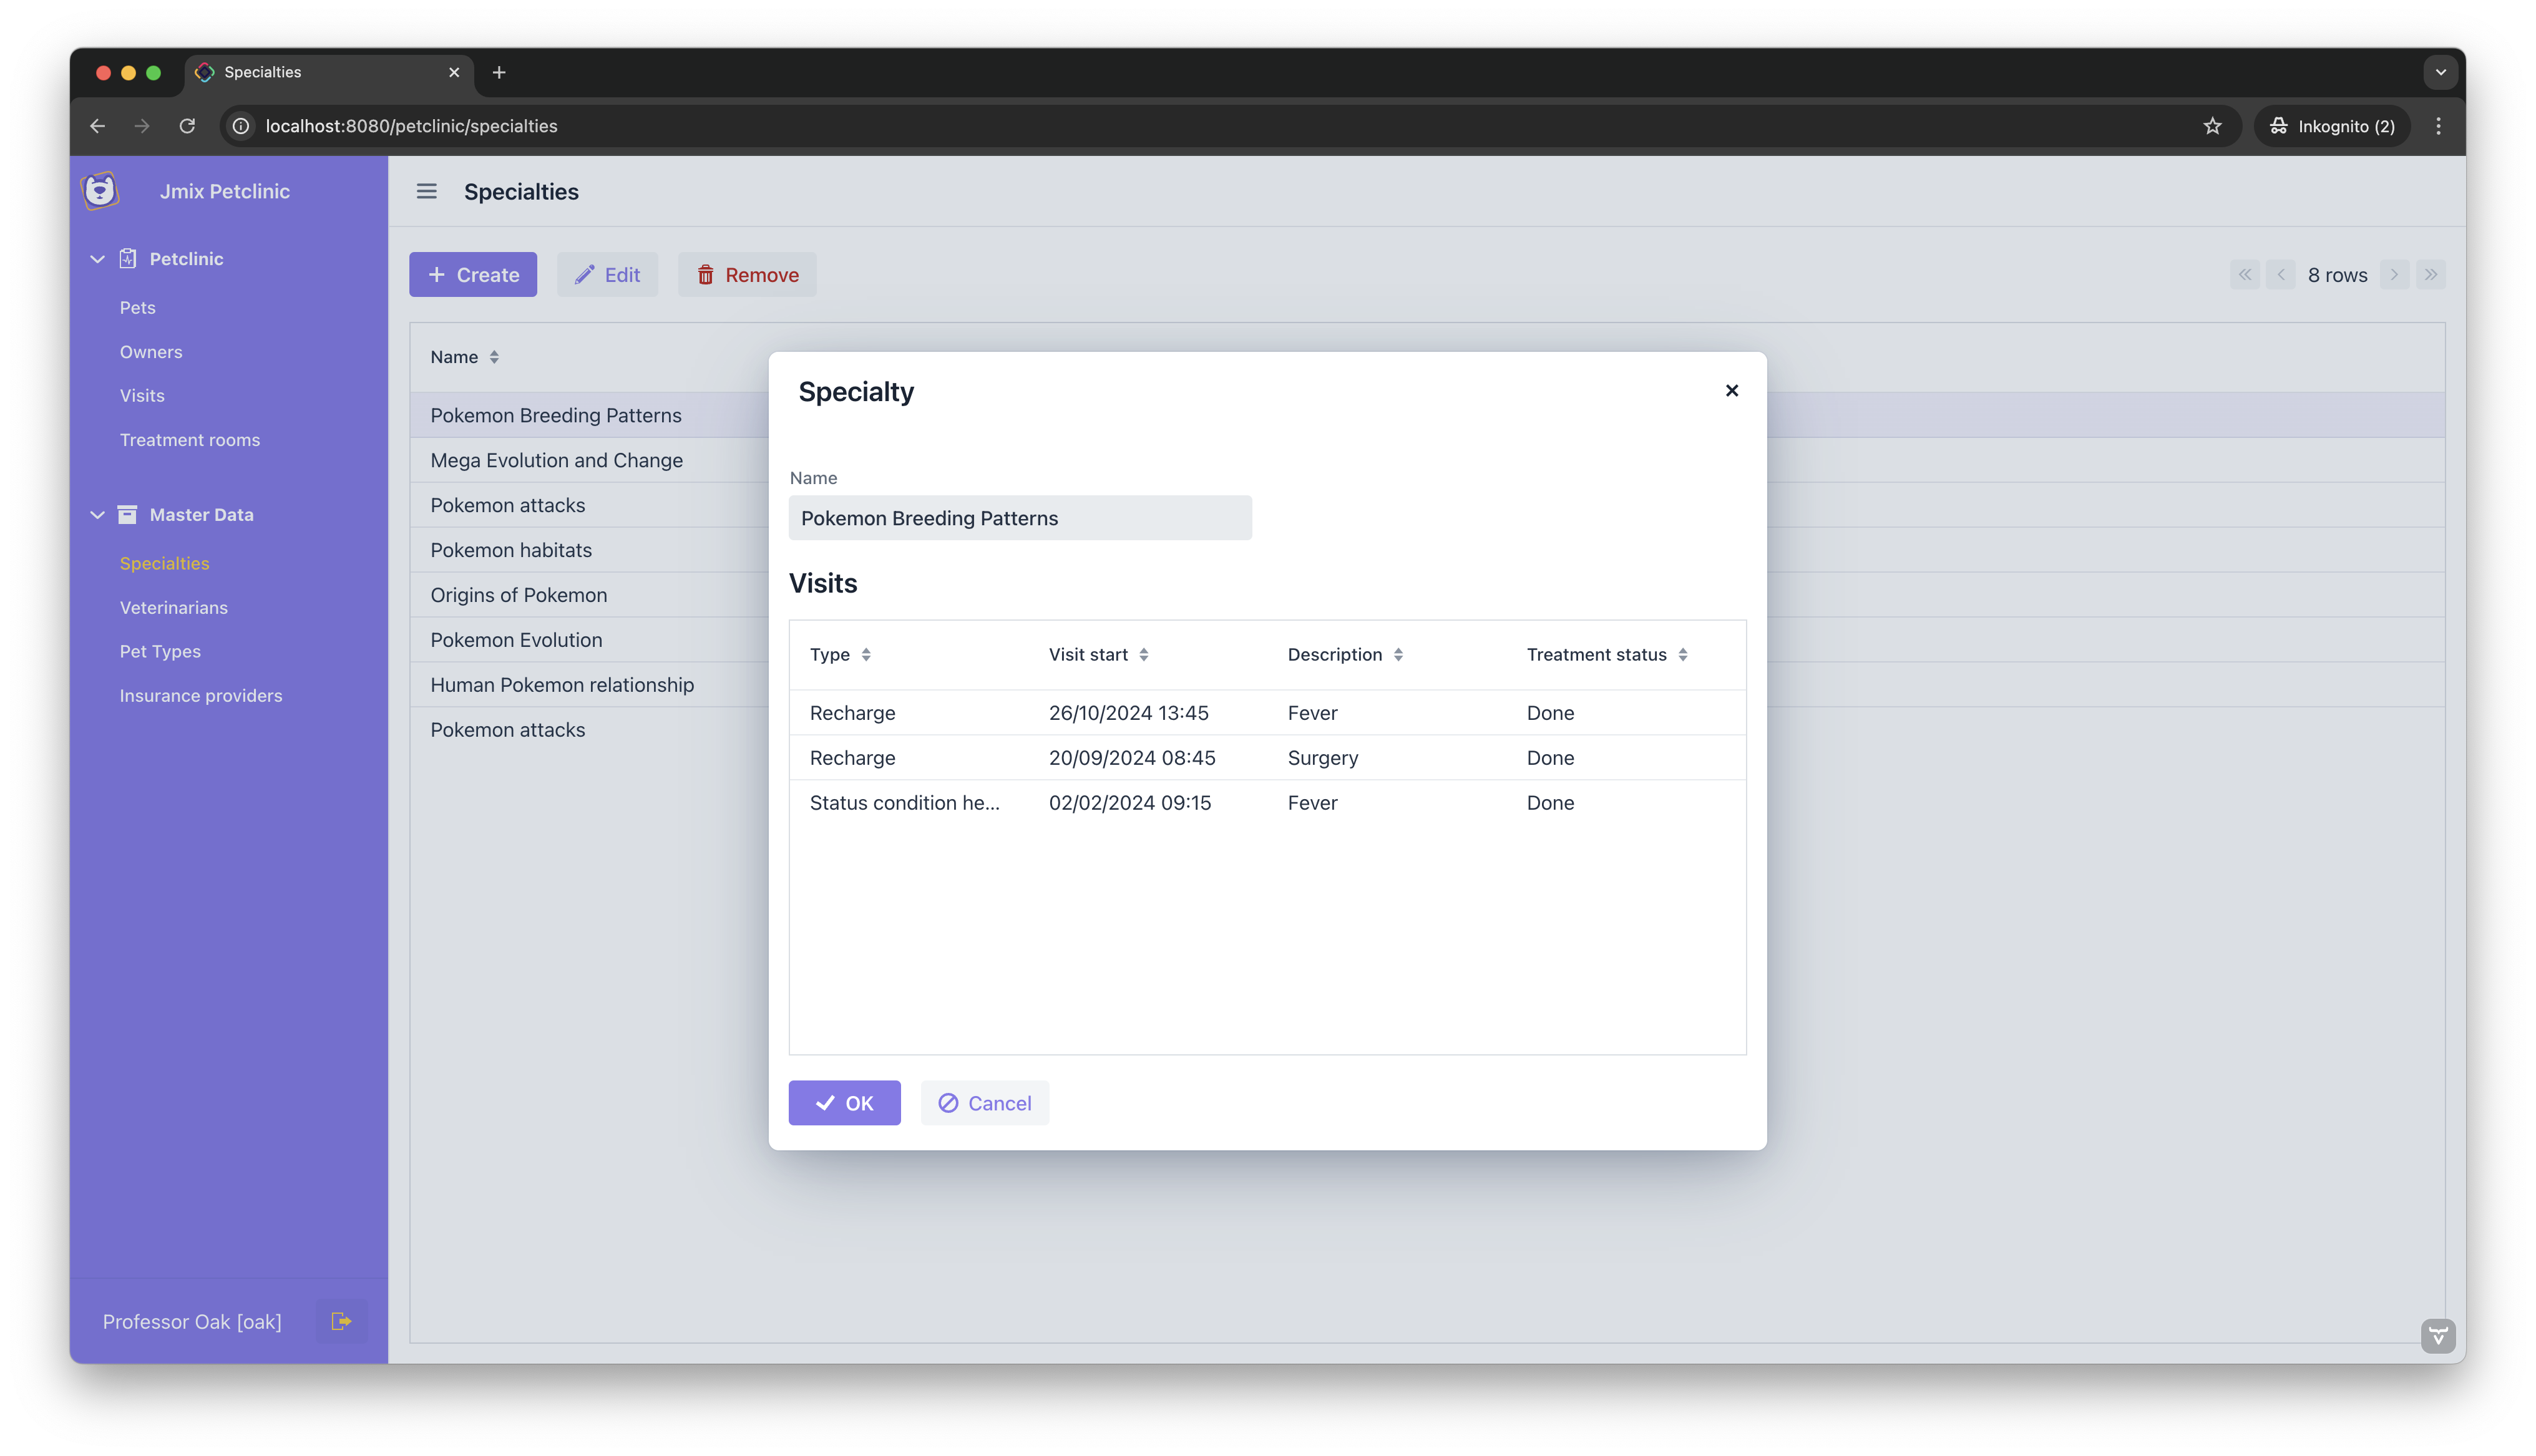 Specialties
localhost:8080/petclinic/specialties
Inkognito (2)
Jmix Petclinic
Petclinic
Pets
Owners
Visits
Treatment rooms
Master Data
Specialties
Veterinarians
Pet Types
Insurance providers
Professor Oak [oak]
Specialties
Create Edit Remove 8 rows
Name
Pokemon Breeding Patterns
Mega Evolution and Change
Pokemon attacks
Pokemon habitats
Origins of Pokemon
Pokemon Evolution
Human Pokemon relationship
Pokemon attacks
Specialty
Name
Pokemon Breeding Patterns
Visits
Type Visit start Description Treatment status
Recharge 26/10/2024 13:45 Fever Done
Recharge 20/09/2024 08:45 Surgery Done
Status condition he... 02/02/2024 09:15 Fever Done
OK Cancel